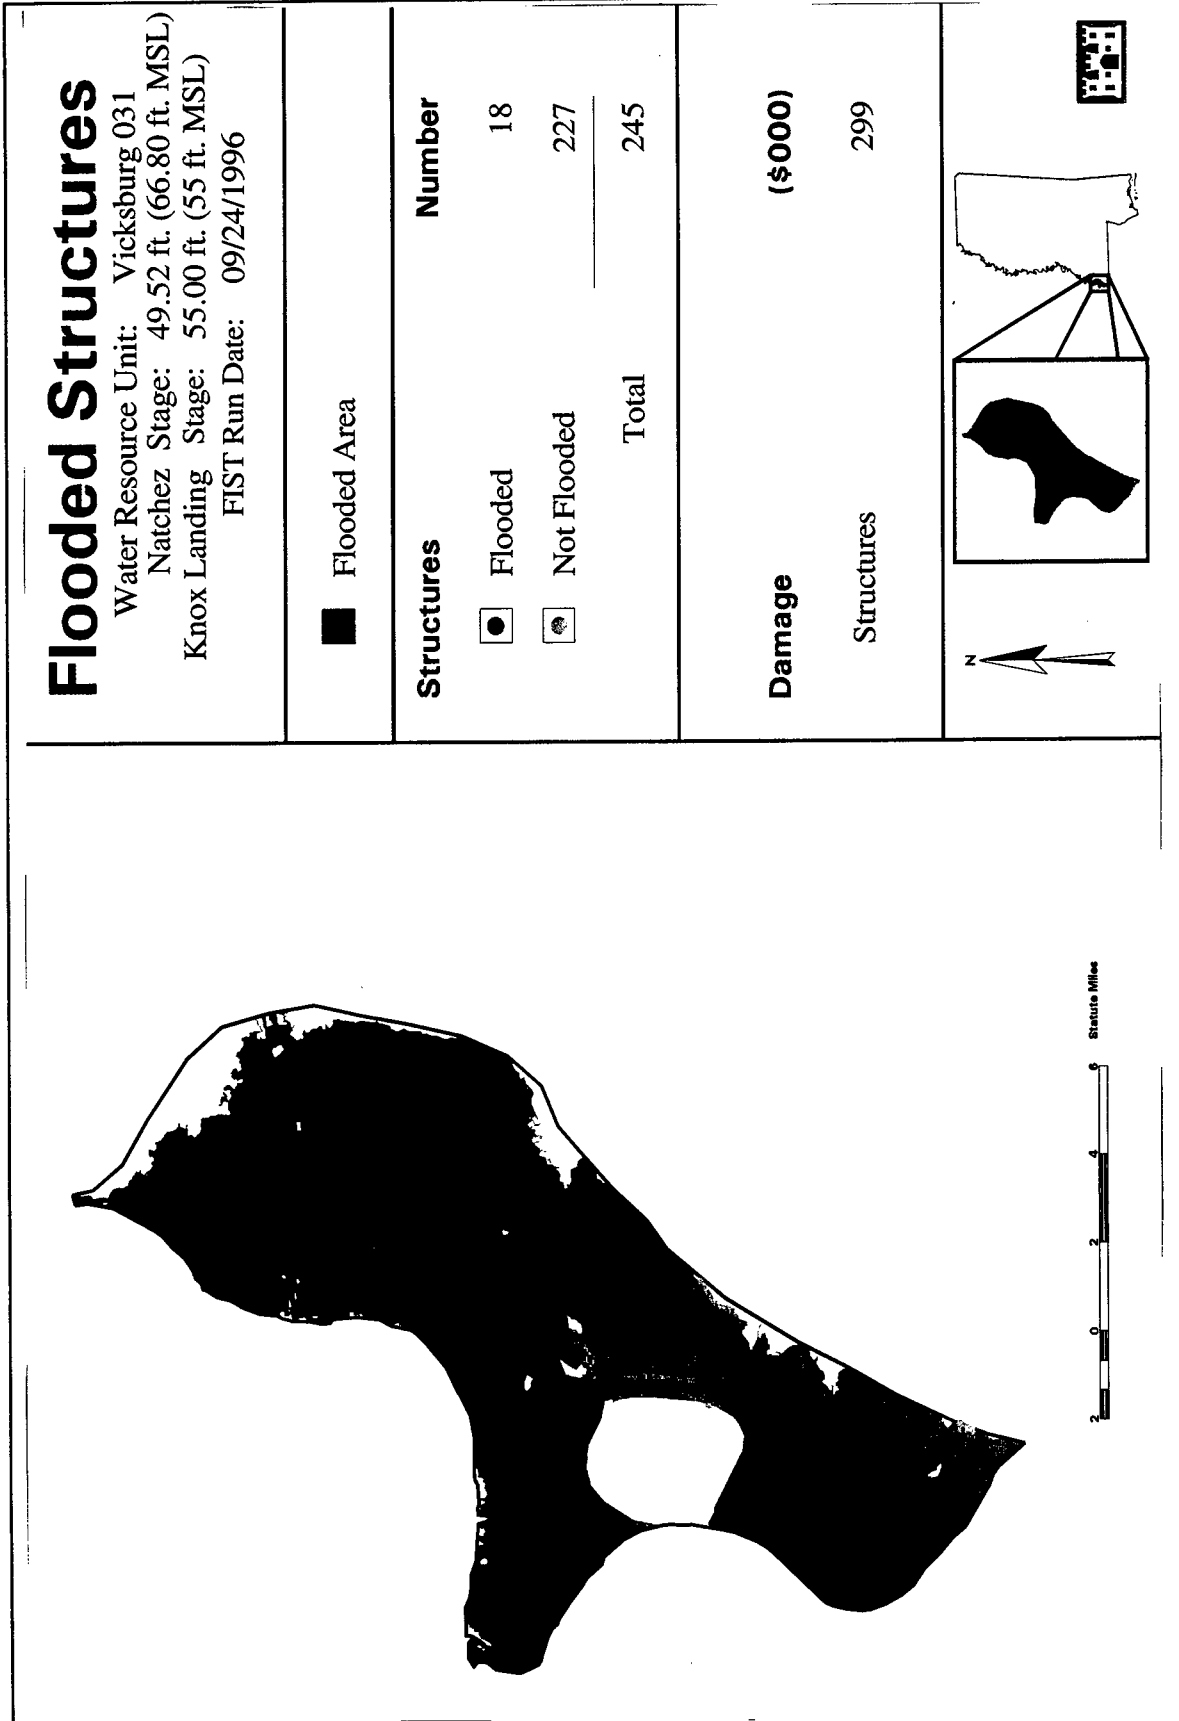 Flooded Structures
Water Resource Unit: Vicksburg 031
Natchez Stage: 49.52 ft. (66.80 ft. MSL)
Knox Landing Stage: 55.00 ft. (55 ft. MSL)
FIST Run Date: 09/24/1996
Flooded Area
Structures Number
Flooded 18
Not Flooded 227
Total 245
Damage ($000)
Structures 299
N
2 0 2 4 6 Statute Miles